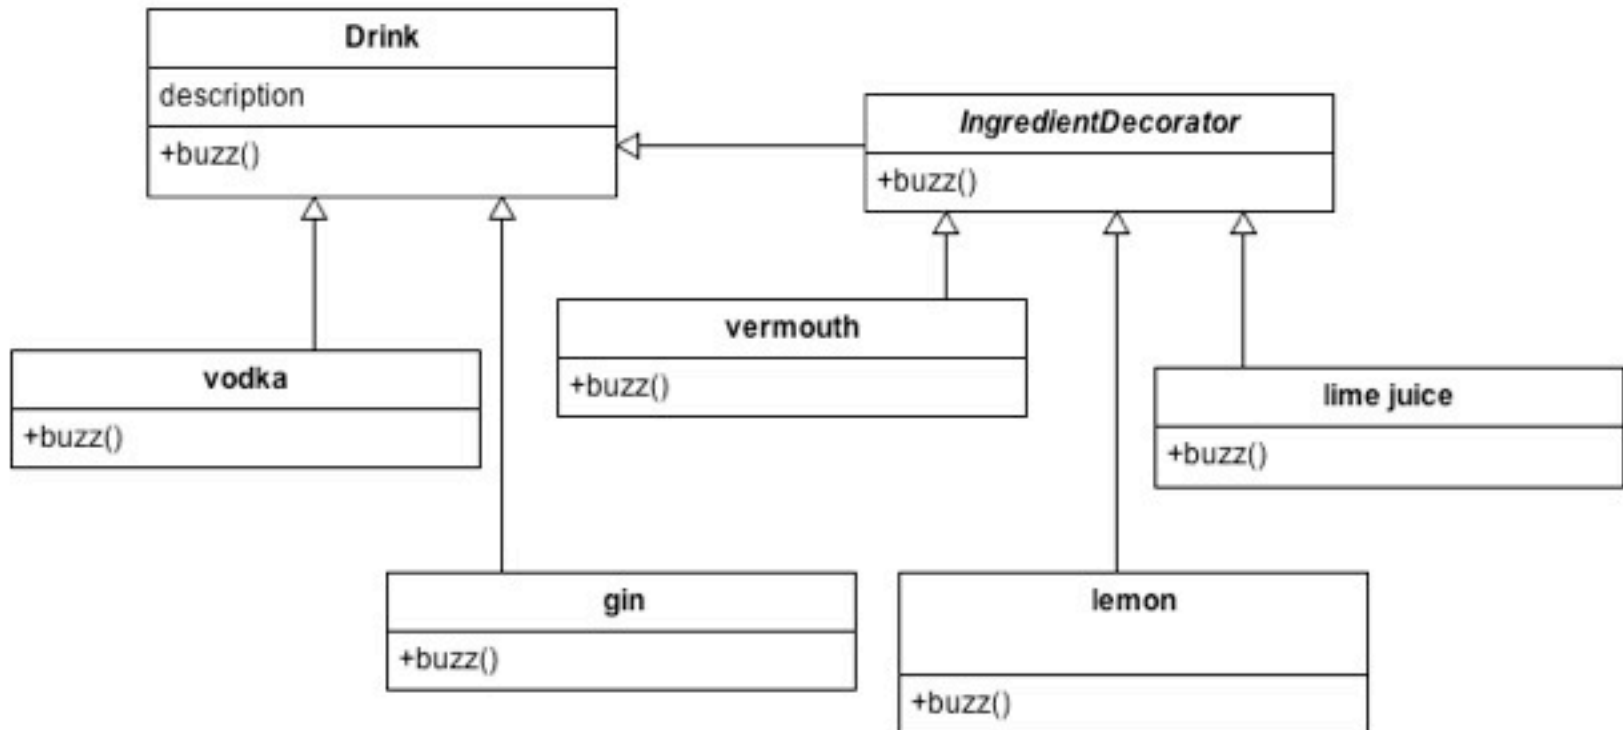 Drink
description
+buzz()
IngredientDecorator
+buzz()
vermouth
+buzz()
vodka
+buzz()
lime juice
+buzz()
gin
+buzz()
lemon
+buzz()